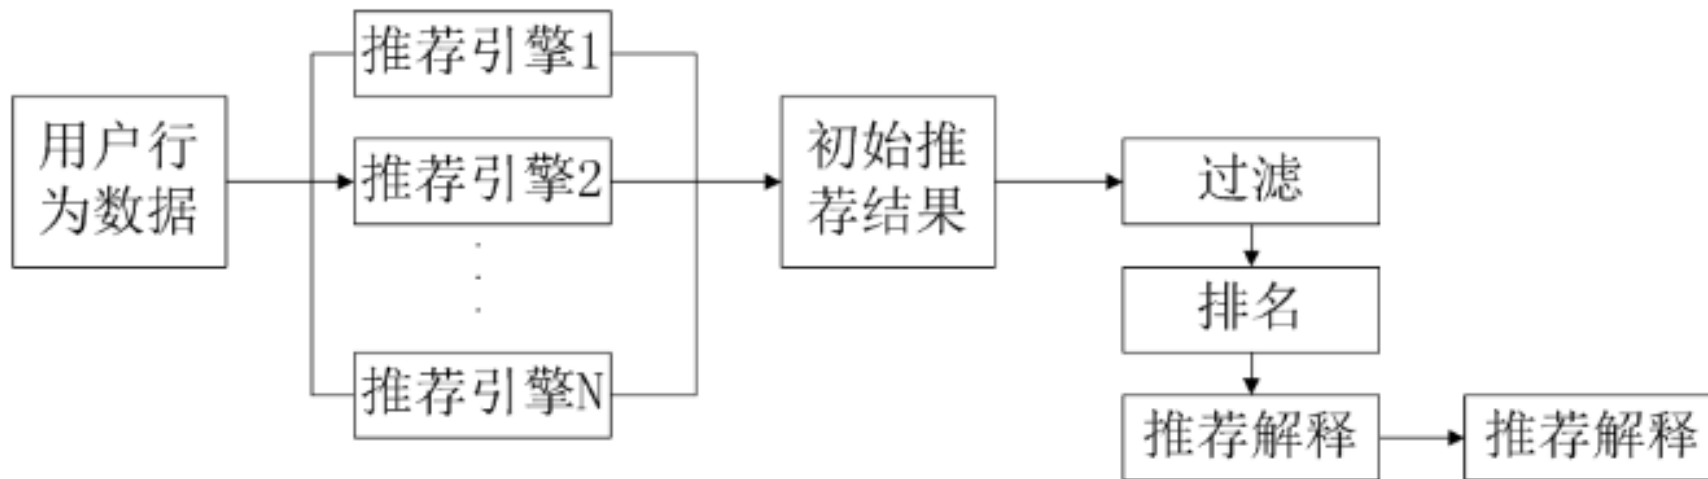 推荐引擎1
用户行
为数据
推荐引擎2
推荐引擎N
初始推
荐结果
过滤
排名
推荐解释
推荐解释